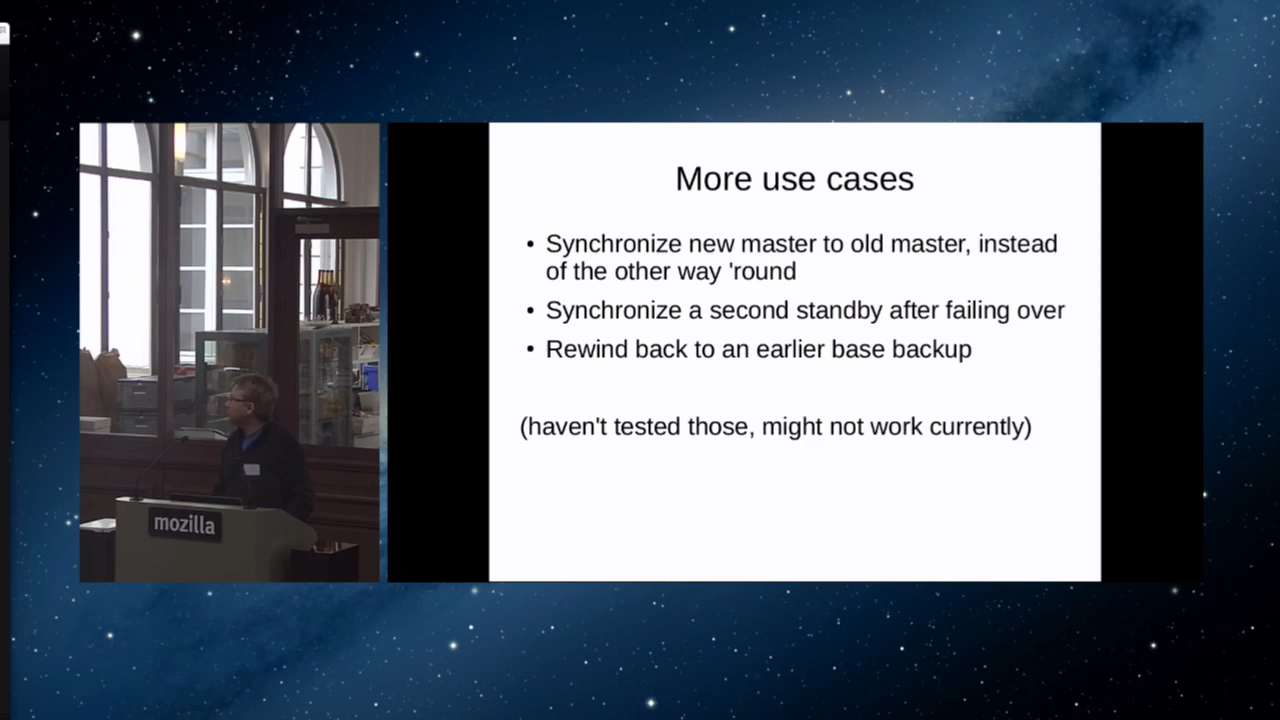 More use cases
• Synchronize new master to old master, instead
of the other way 'round
• Synchronize a second standby after failing over
• Rewind back to an earlier base backup
(haven't tested those, might not work currently)
mozilla